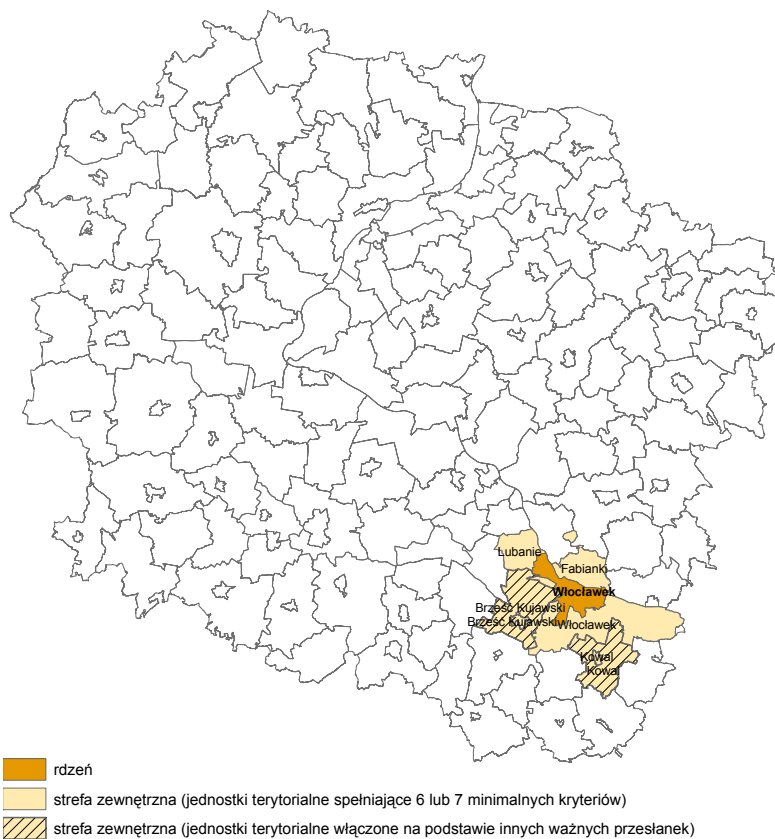 Lubanie
Fabianki
Włocławek
Brześć Kujawski
Brześć Kujawski
Włocławek
Kowal
Kowal
rdzeń
strefa zewnętrzna (jednostki terytorialne spełniające 6 lub 7 minimalnych kryteriów)
strefa zewnętrzna (jednostki terytorialne włączone na podstawie innych ważnych przesłanek)